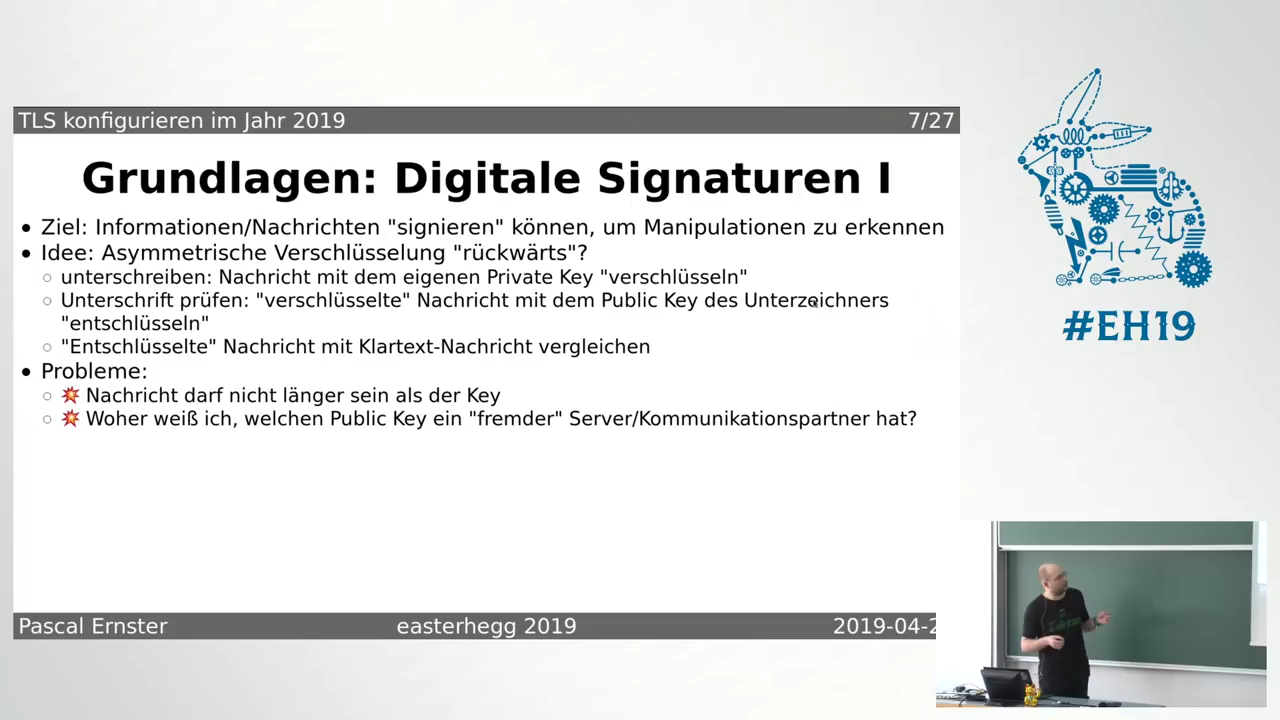 TLS konfigurieren im Jahr 2019 7/27
Grundlagen: Digitale Signaturen I
• Ziel: Informationen/Nachrichten "signieren" können, um Manipulationen zu erkennen
• Idee: Asymmetrische Verschlüsselung "rückwärts"?
◦ unterschreiben: Nachricht mit dem eigenen Private Key "verschlüsseln"
◦ Unterschrift prüfen: "verschlüsselte" Nachricht mit dem Public Key des Unterzeichners
"entschlüsseln"
◦ "Entschlüsselte" Nachricht mit Klartext-Nachricht vergleichen
• Probleme:
◦ 💥 Nachricht darf nicht länger sein als der Key
◦ 💥 Woher weiß ich, welchen Public Key ein "fremder" Server/Kommunikationspartner hat?
Pascal Ernster easterhegg 2019 2019-04-2
#EH19